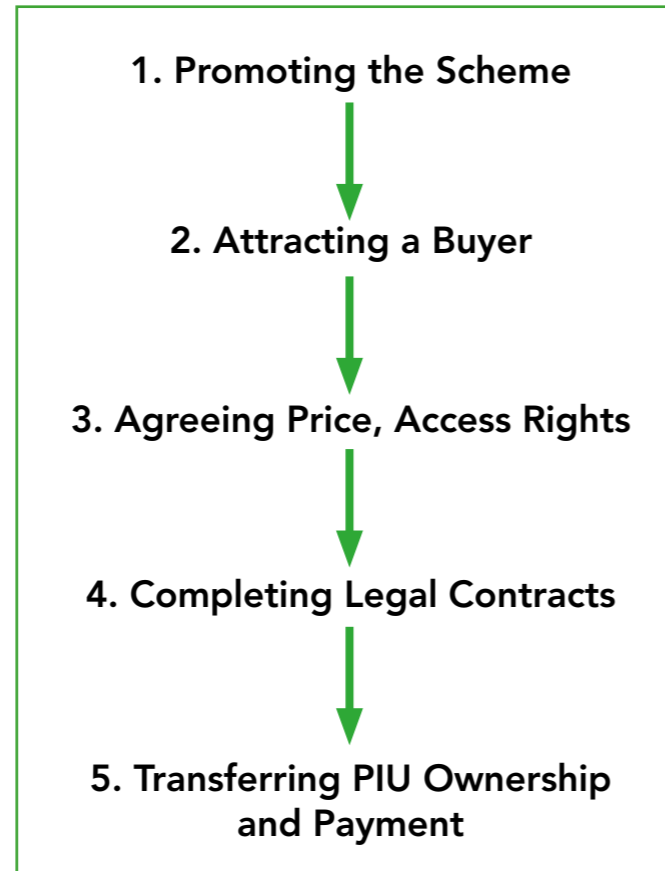 1. Promoting the Scheme
2. Attracting a Buyer
3. Agreeing Price, Access Rights
4. Completing Legal Contracts
5. Transferring PIU Ownership
and Payment